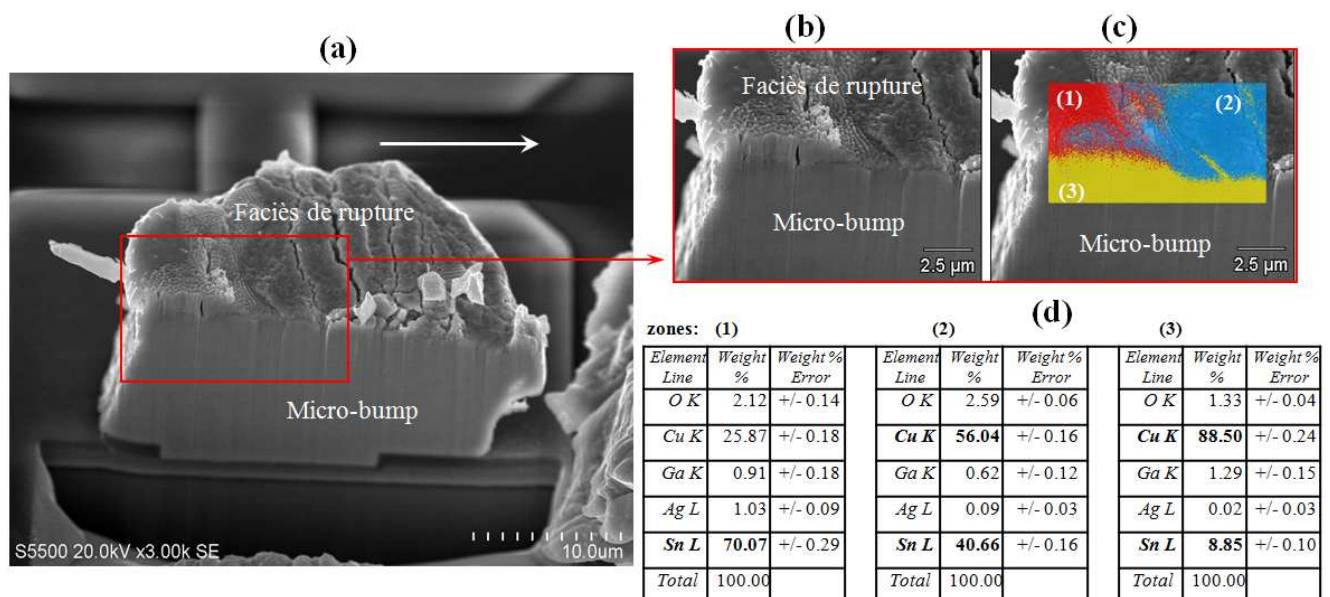 (a)
Faciès de rupture
Micro-bump
S5500 20.0kV x3.00k SE
10.0um
(b)
Faciès de rupture
Micro-bump
2.5 µm
(c)
(1)
(2)
(3)
Micro-bump
2.5 µm
(d)
zones: (1) (2) (3)
Element Line Weight % Weight % Error
O K 2.12 +/- 0.14
Cu K 25.87 +/- 0.18
Ga K 0.91 +/- 0.18
Ag L 1.03 +/- 0.09
Sn L 70.07 +/- 0.29
Total 100.00
Element Line Weight % Weight % Error
O K 2.59 +/- 0.06
Cu K 56.04 +/- 0.16
Ga K 0.62 +/- 0.12
Ag L 0.09 +/- 0.03
Sn L 40.66 +/- 0.16
Total 100.00
Element Line Weight % Weight % Error
O K 1.33 +/- 0.04
Cu K 88.50 +/- 0.24
Ga K 1.29 +/- 0.15
Ag L 0.02 +/- 0.03
Sn L 8.85 +/- 0.10
Total 100.00